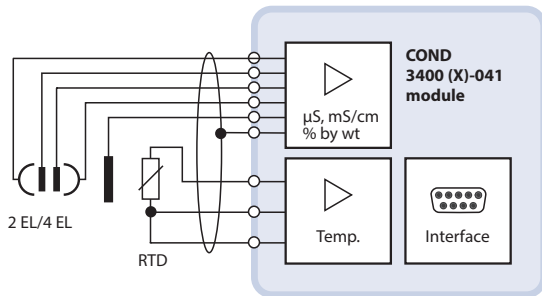 COND
3400 (X)-041
module
µS, mS/cm
% by wt
2 EL/4 EL
RTD
Temp.
Interface